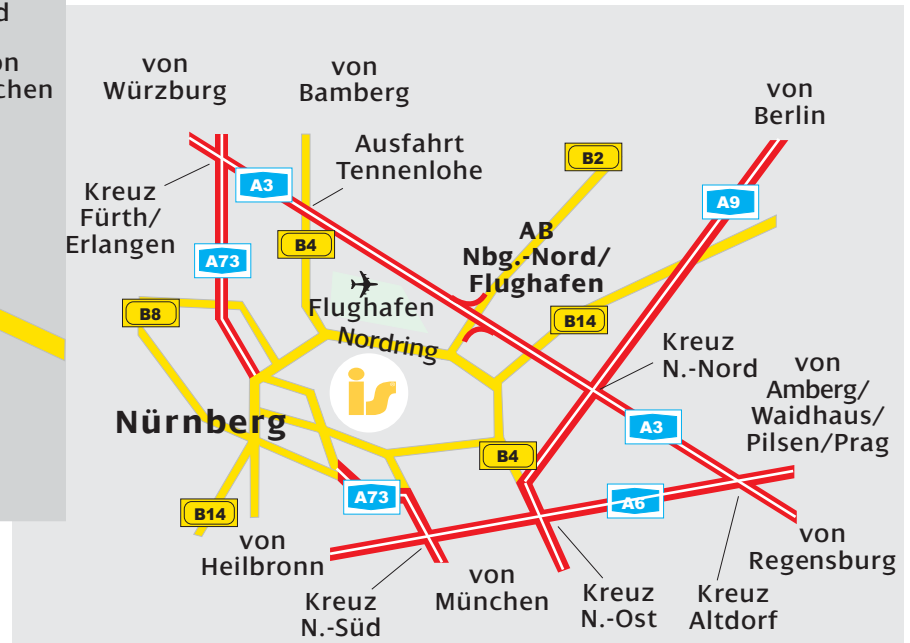 von
Würzburg
von
Bamberg
von
Berlin
Ausfahrt
Tennenlohe
B2
A3
Kreuz
Fürth/
Erlangen
A9
B4
AB
Nbg.-Nord/
Flughafen
A73
Flughafen
B8
B14
Nordring
Kreuz
N.-Nord
von
Amberg/
Waidhaus/
Pilsen/Prag
is
Nürnberg
A3
B4
A73
A6
B14
von
Heilbronn
von
Regensburg
von
München
Kreuz
N.-Süd
Kreuz
N.-Ost
Kreuz
Altdorf